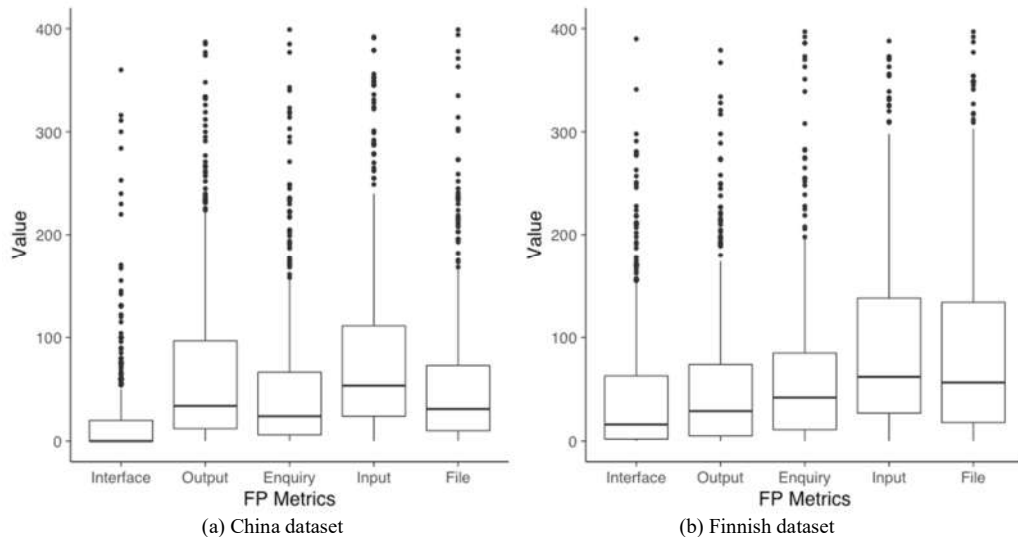 400
300
200
100
0
Value
Interface Output Enquiry Input File
FP Metrics
(a) China dataset
400
300
200
100
0
Value
Interface Output Enquiry Input File
FP Metrics
(b) Finnish dataset